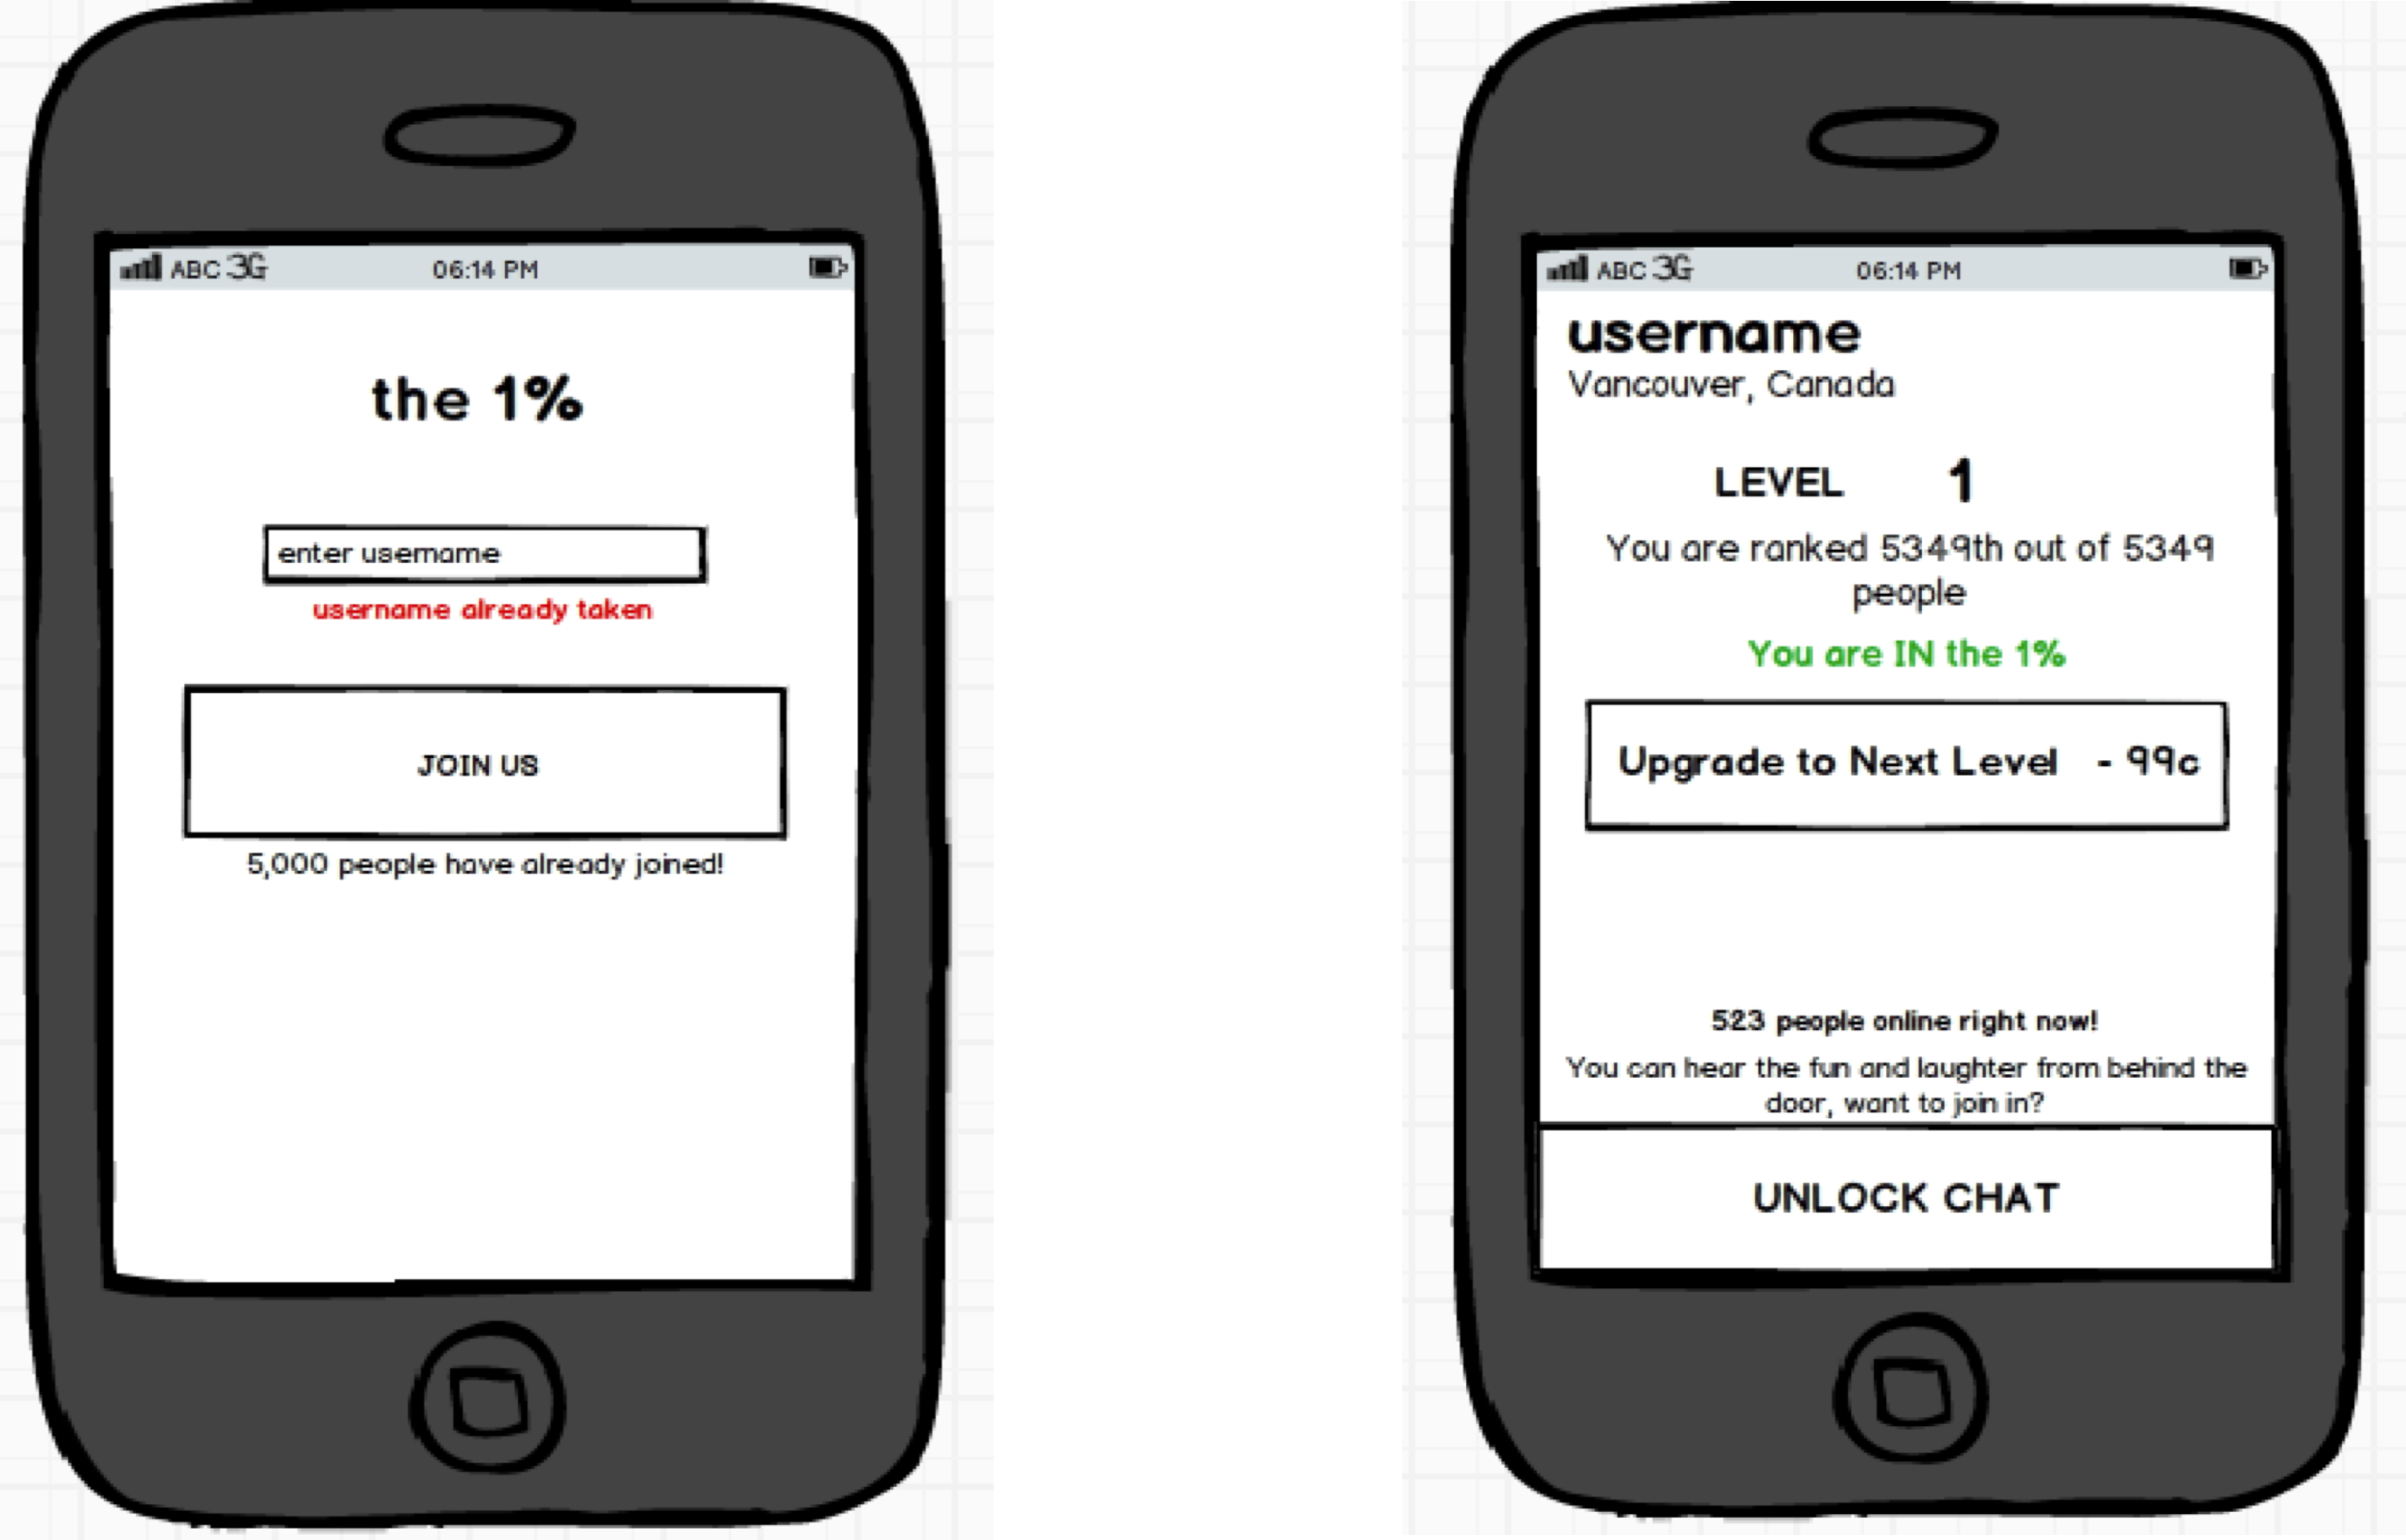 ABC 3G 06:14 PM
the 1%
enter username
username already taken
JOIN US
5,000 people have already joined!
ABC 3G 06:14 PM
username
Vancouver, Canada
LEVEL 1
You are ranked 5349th out of 5349
people
You are IN the 1%
Upgrade to Next Level - 99c
523 people online right now!
You can hear the fun and laughter from behind the
door, want to join in?
UNLOCK CHAT